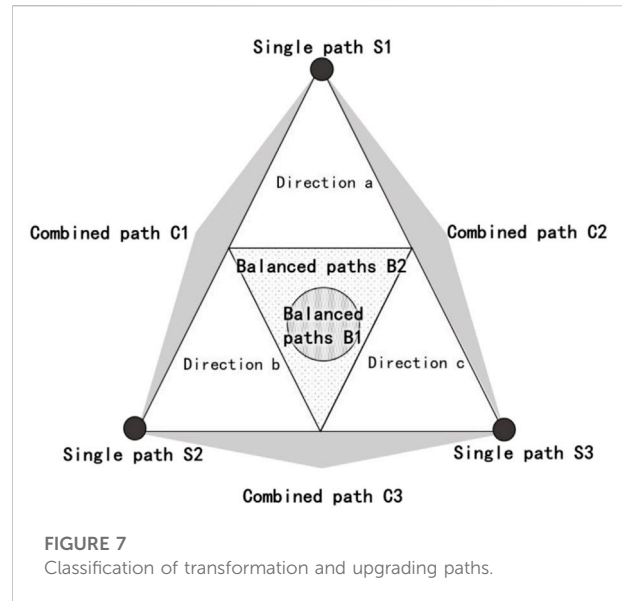 Single path S1
Direction a
Combined path C1
Combined path C2
Balanced paths B2
Balanced
paths B1
Direction b
Direction c
Single path S2
Single path S3
Combined path C3
FIGURE 7
Classification of transformation and upgrading paths.